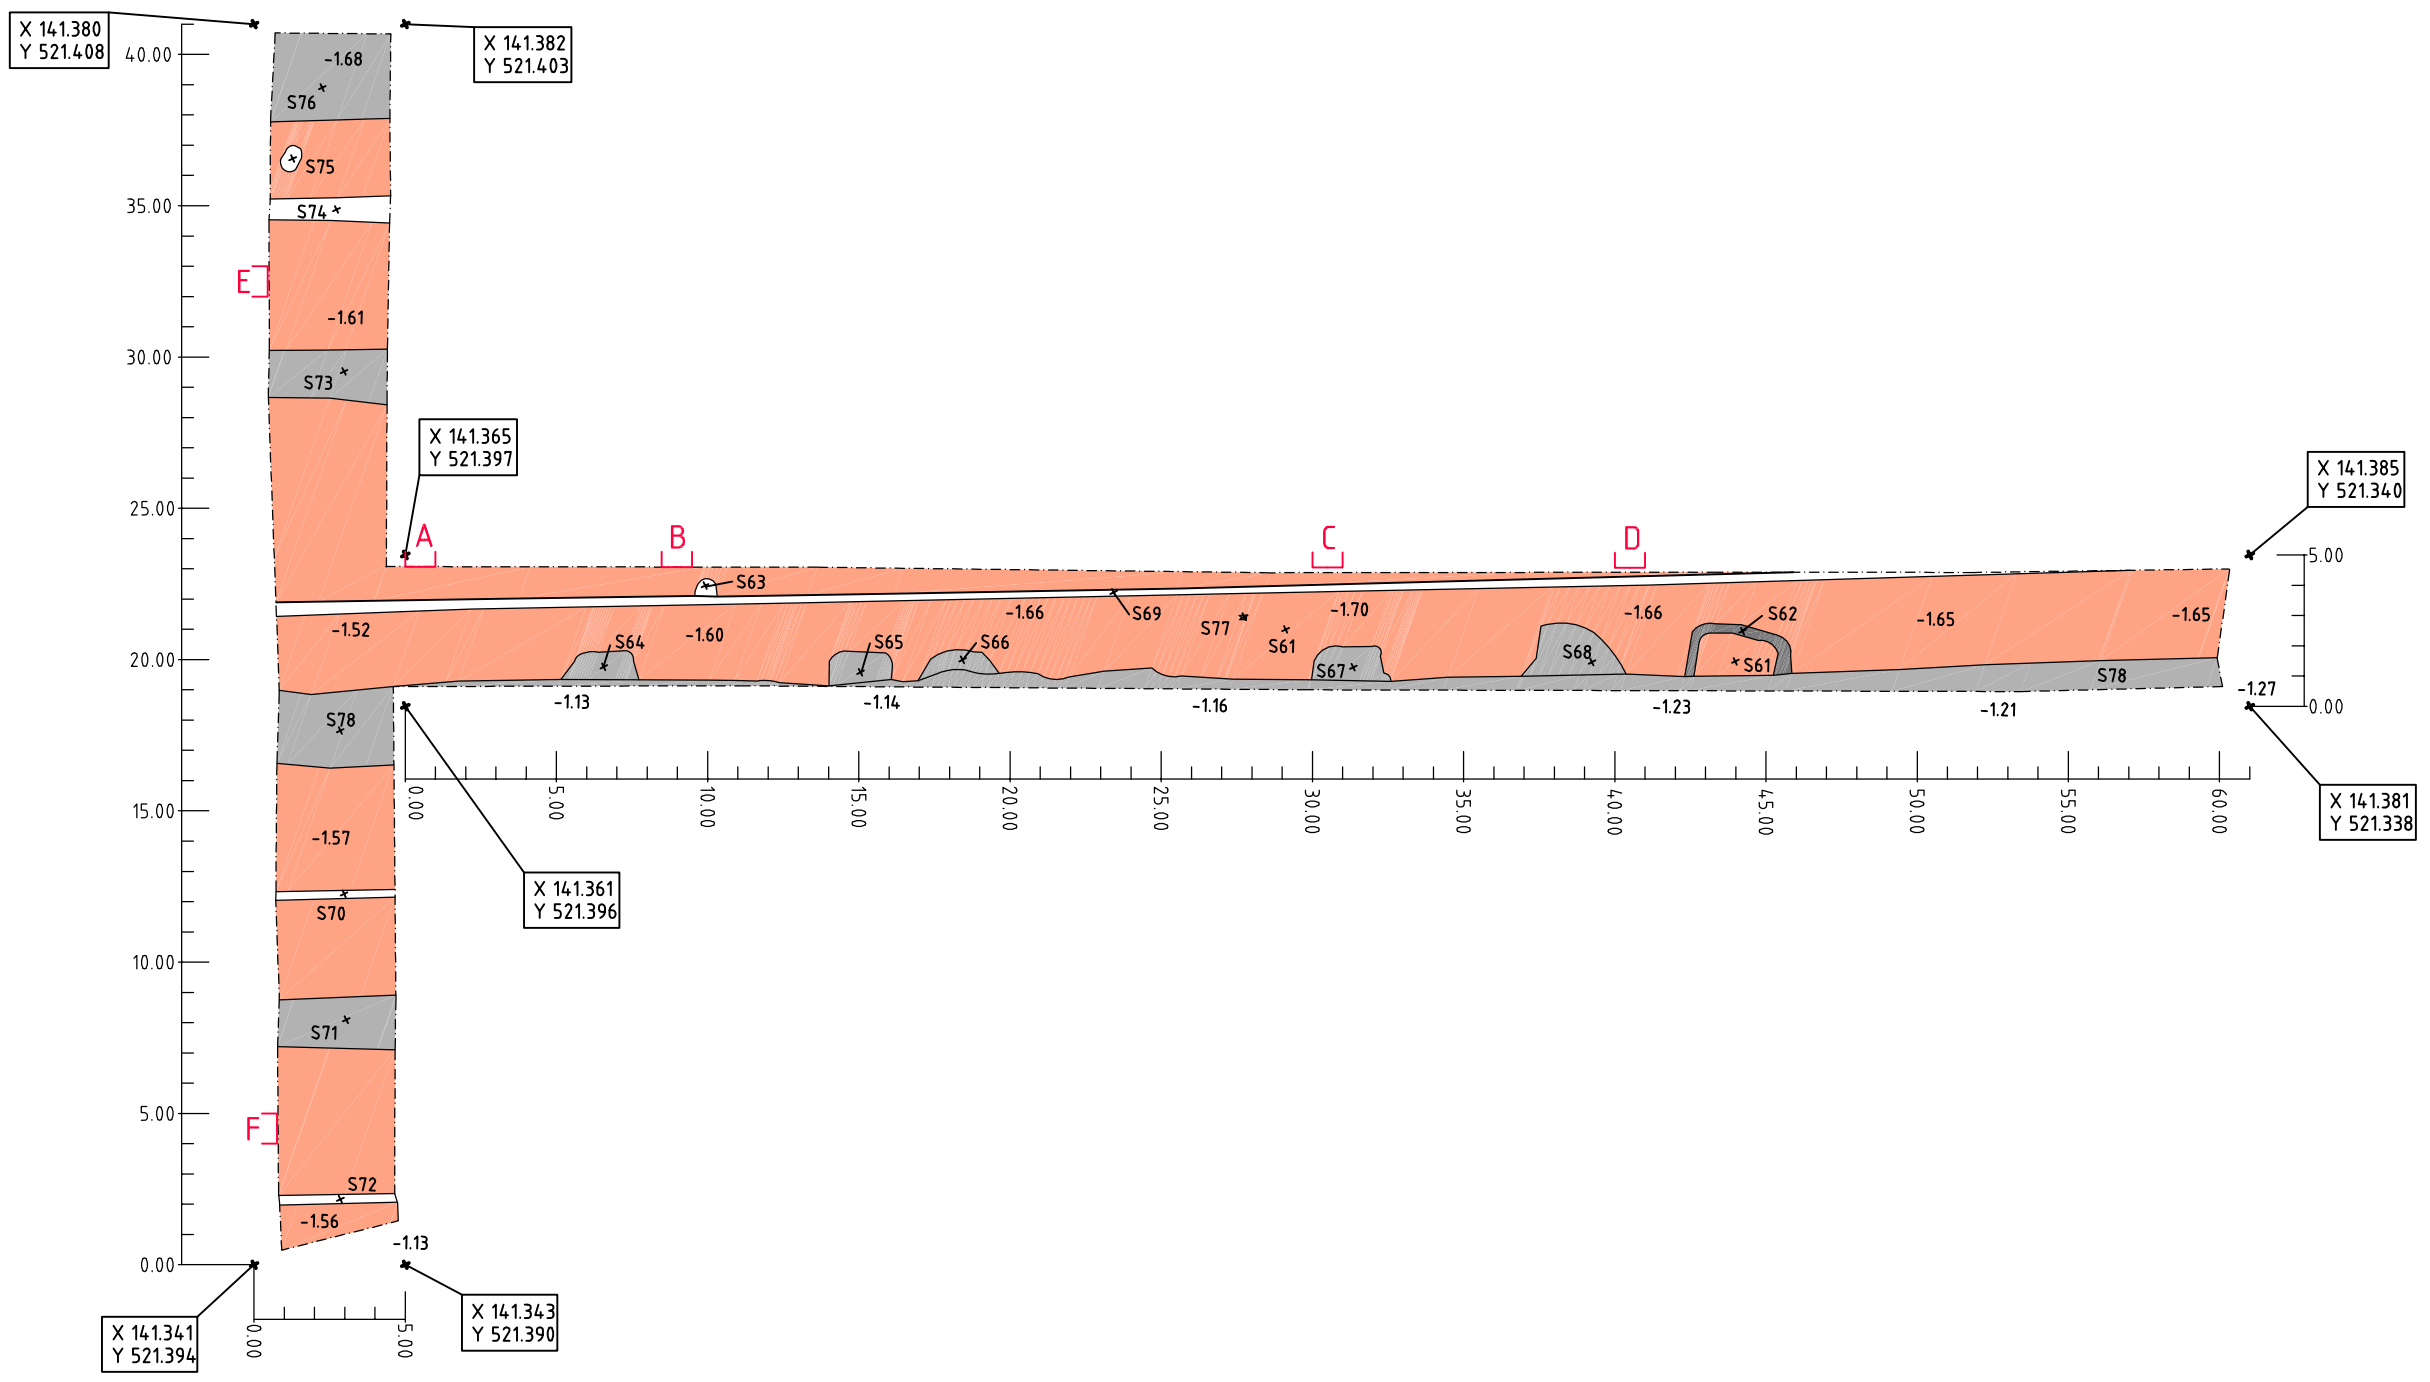 X 141.380
Y 521.408
X 141.382
Y 521.403
40.00
-1.68
S76
S75
35.00
S74
E
-1.61
30.00
S73
X 141.365
Y 521.397
X 141.385
Y 521.340
25.00
A
B
C
D
5.00
S63
S69
-1.66
-1.70
-1.66
S62
-1.65
-1.65
-1.52
-1.60
S64
S65
S66
S77
S61
20.00
S67
S68
S61
S78
-1.27
0.00
-1.13
-1.14
-1.16
-1.23
-1.21
S78
0.00
5.00
10.00
15.00
20.00
25.00
30.00
35.00
40.00
45.00
50.00
55.00
60.00
X 141.381
Y 521.338
15.00
-1.57
X 141.361
Y 521.396
S70
10.00
S71
5.00
F
S72
-1.56
-1.13
0.00
X 141.341
Y 521.394
0.00
5.00
X 141.343
Y 521.390